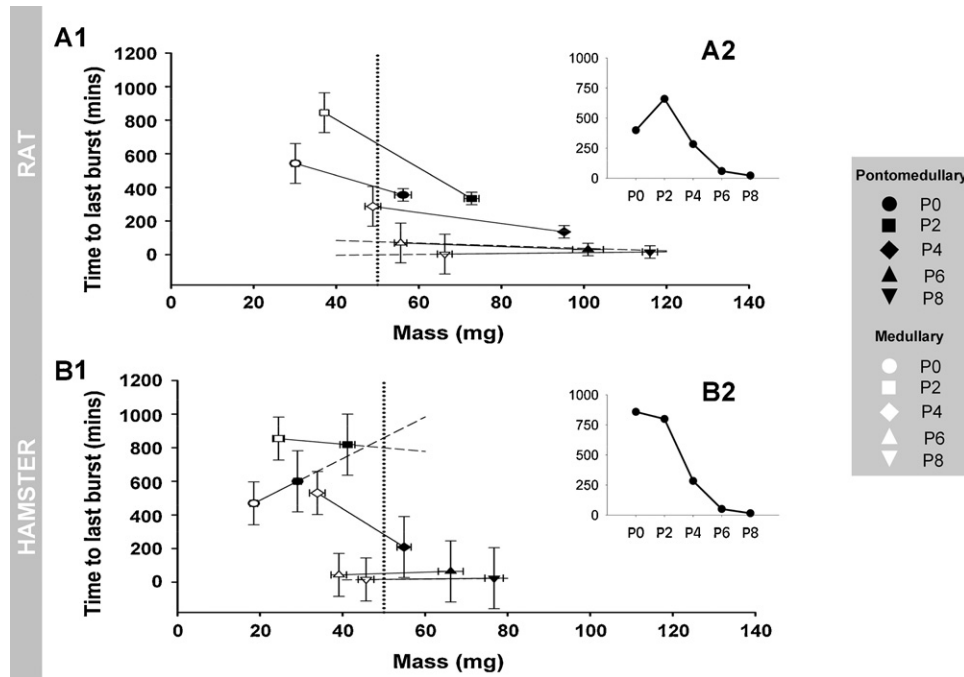 RAT
A1
Time to last burst (mins)
1200
1000
800
600
400
200
0
0 20 40 60 80 100 120 140
Mass (mg)
A2
1000
750
500
250
0
P0 P2 P4 P6 P8
HAMSTER
B1
Time to last burst (mins)
1200
1000
800
600
400
200
0
0 20 40 60 80 100 120 140
Mass (mg)
B2
1000
750
500
250
0
P0 P2 P4 P6 P8
Pontomedullary
P0
P2
P4
P6
P8
Medullary
P0
P2
P4
P6
P8